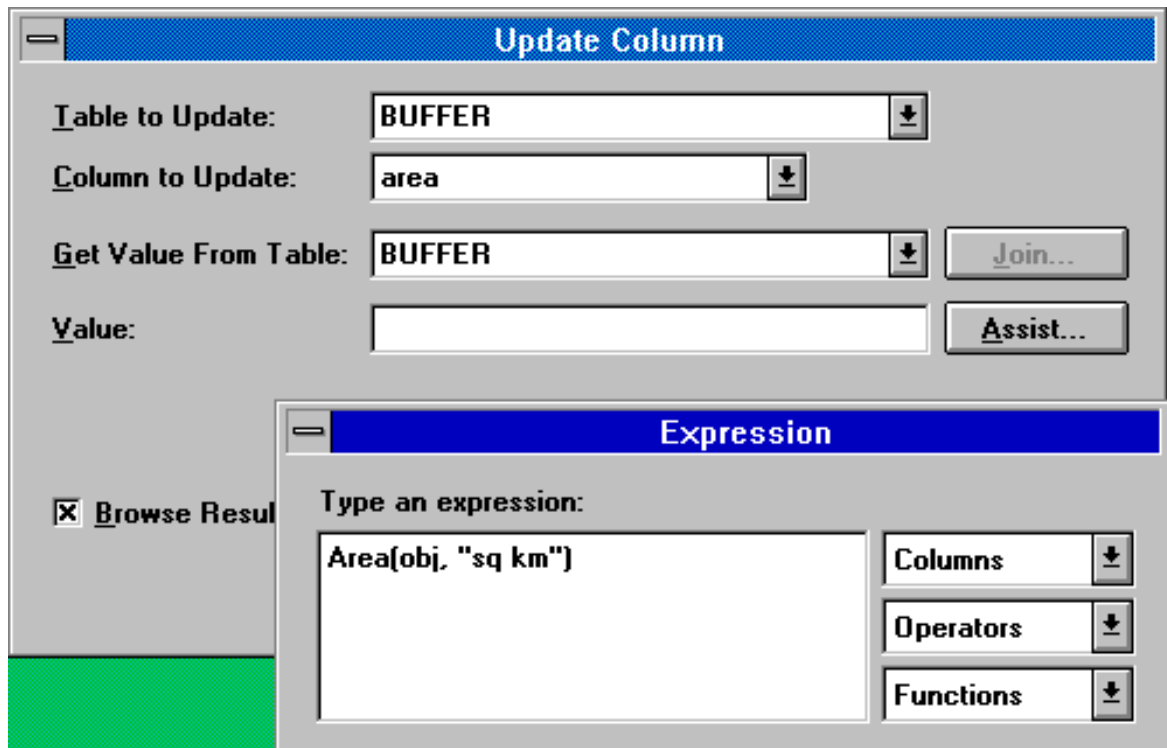 Update Column
Table to Update: BUFFER
Column to Update: area
Get Value From Table: BUFFER Join...
Value: Assist...
Browse Resul
Expression
Type an expression:
Area(obj, "sq km")
Columns
Operators
Functions